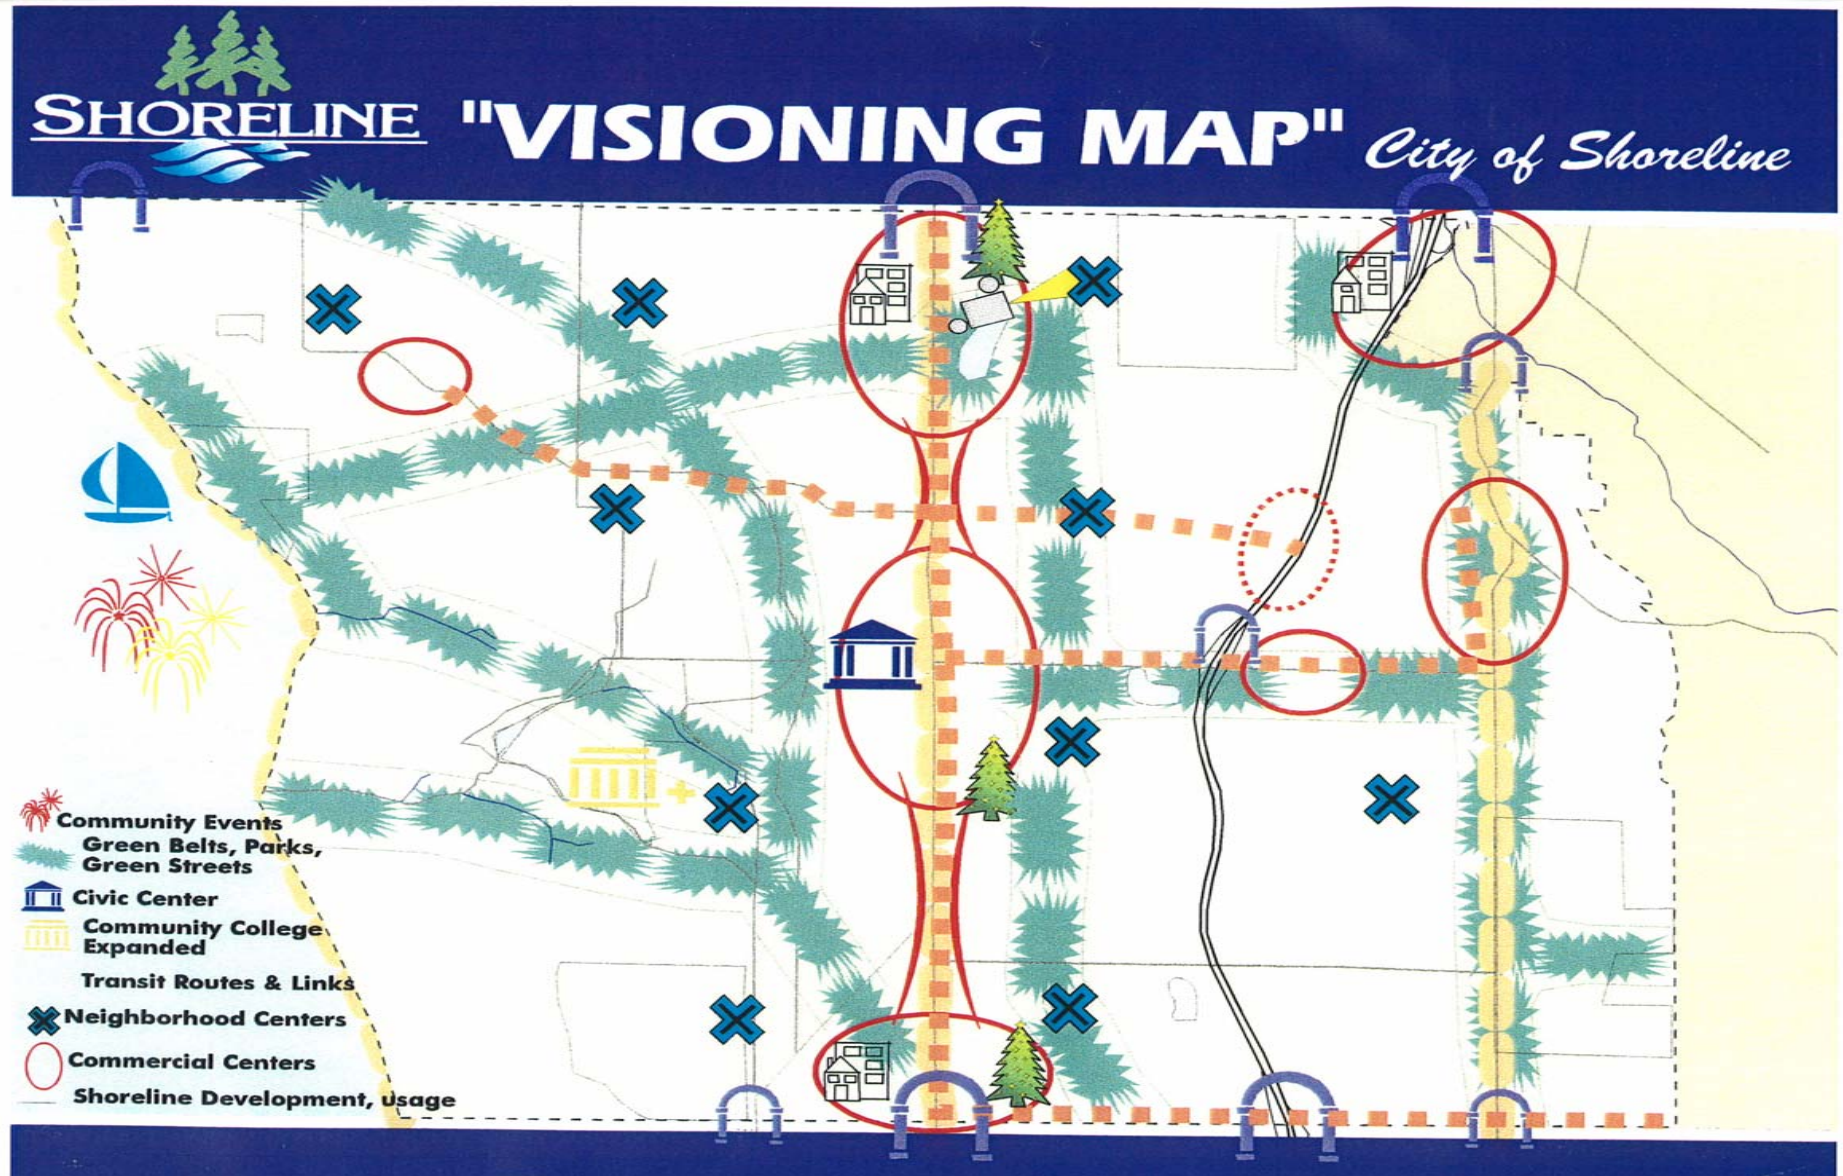 SHORELINE
"VISIONING MAP"
City of Shoreline
Community Events
Green Belts, Parks,
Green Streets
Civic Center
Community College
Expanded
Transit Routes & Links
Neighborhood Centers
Commercial Centers
Shoreline Development, usage